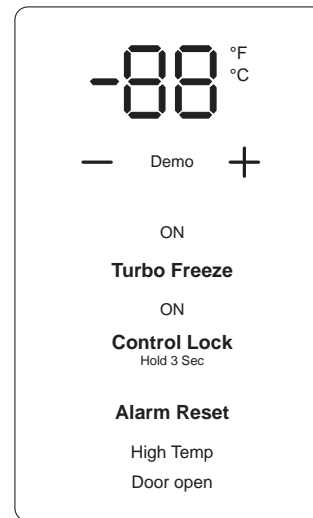 -88 °F
°C
— Demo +
ON
Turbo Freeze
ON
Control Lock
Hold 3 Sec
Alarm Reset
High Temp
Door open